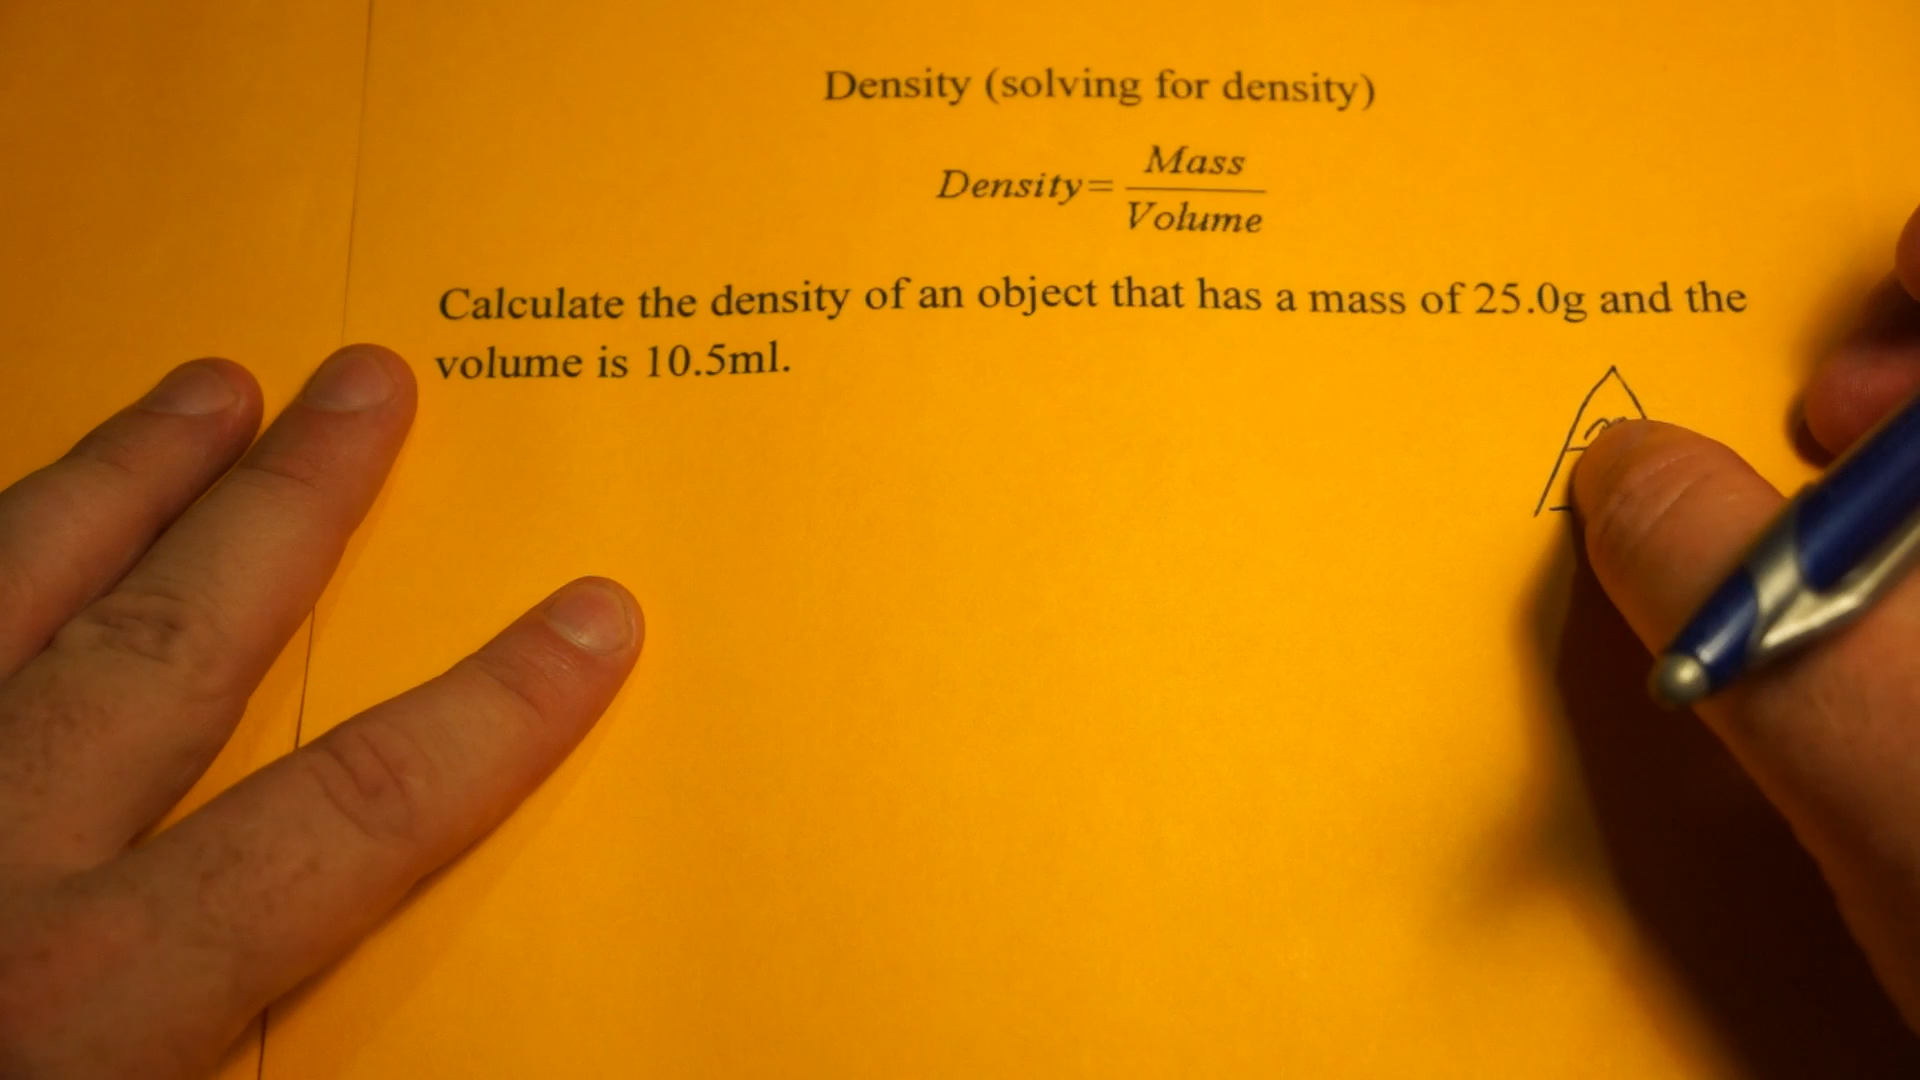 Density (solving for density)
Density= Mass
Volume
Calculate the density of an object that has a mass of 25.0g and the
volume is 10.5ml.